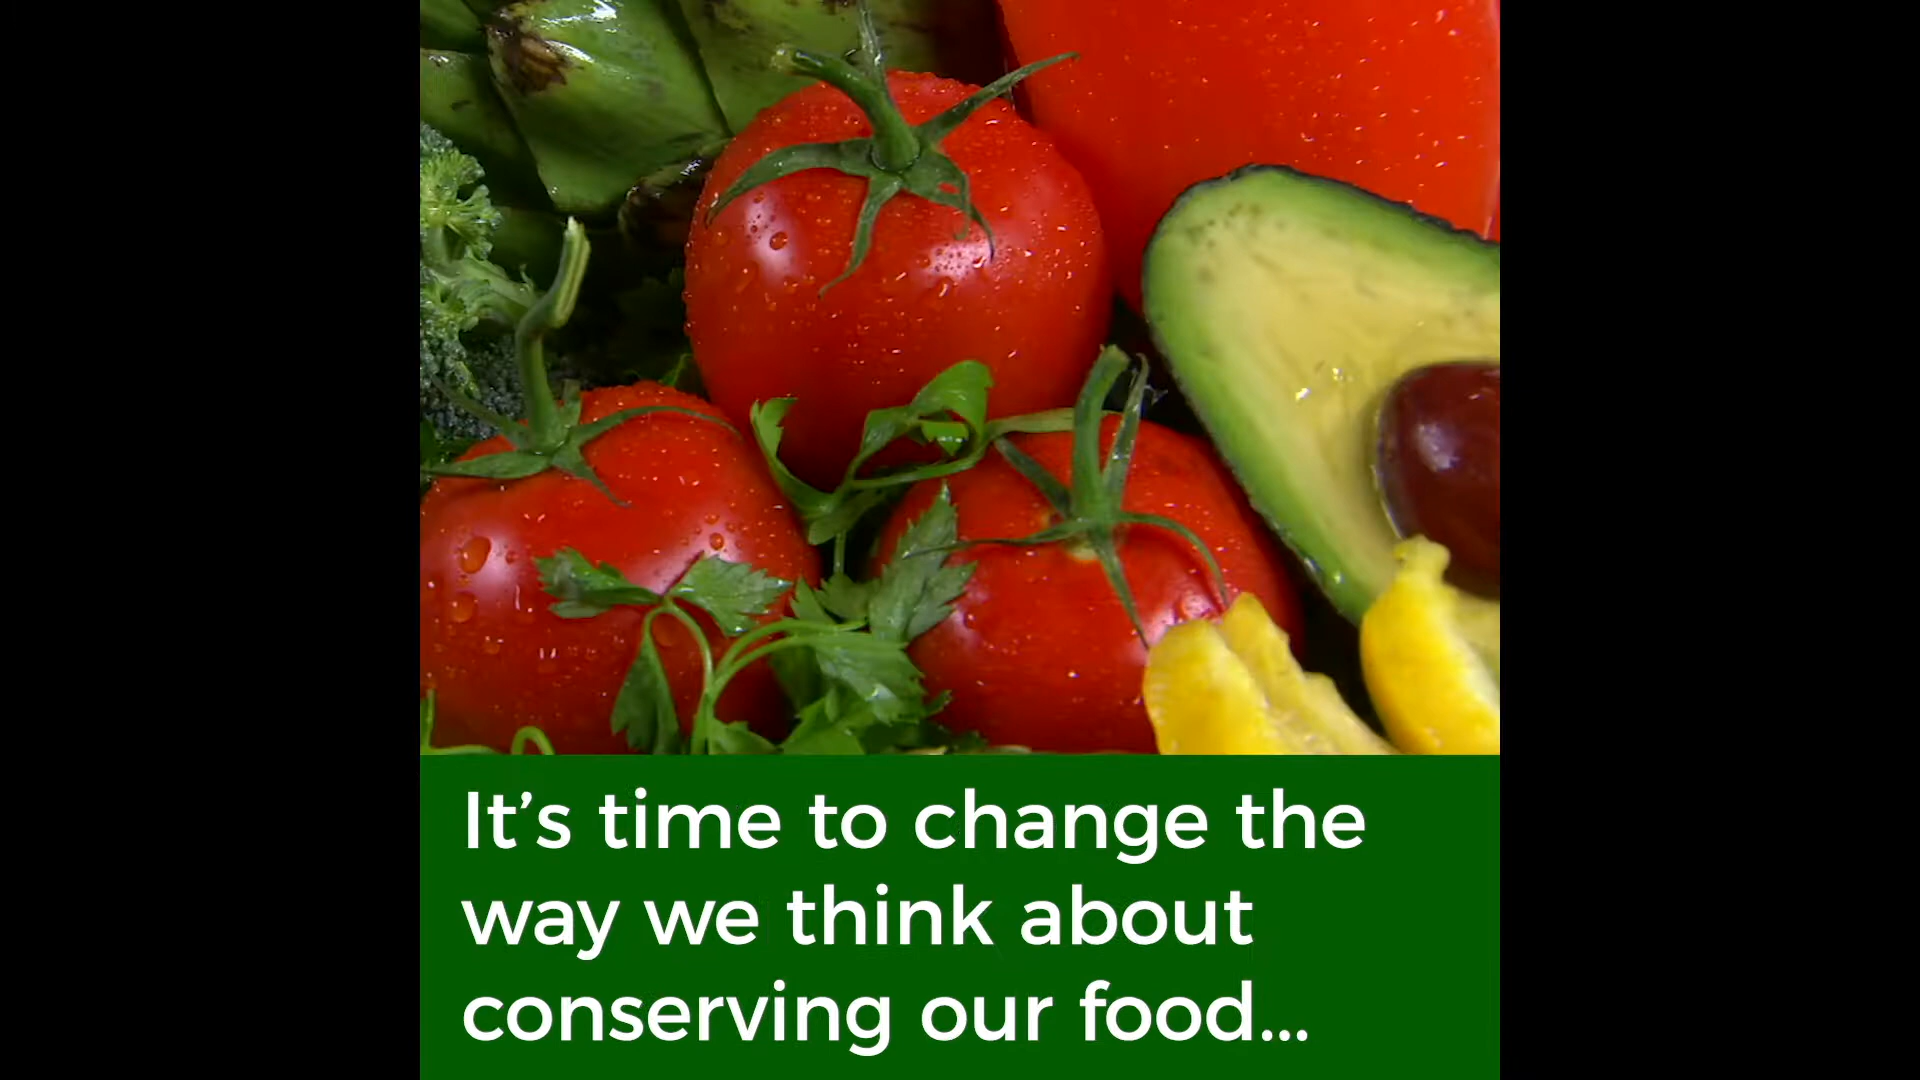 It’s time to change the
way we think about
conserving our food...